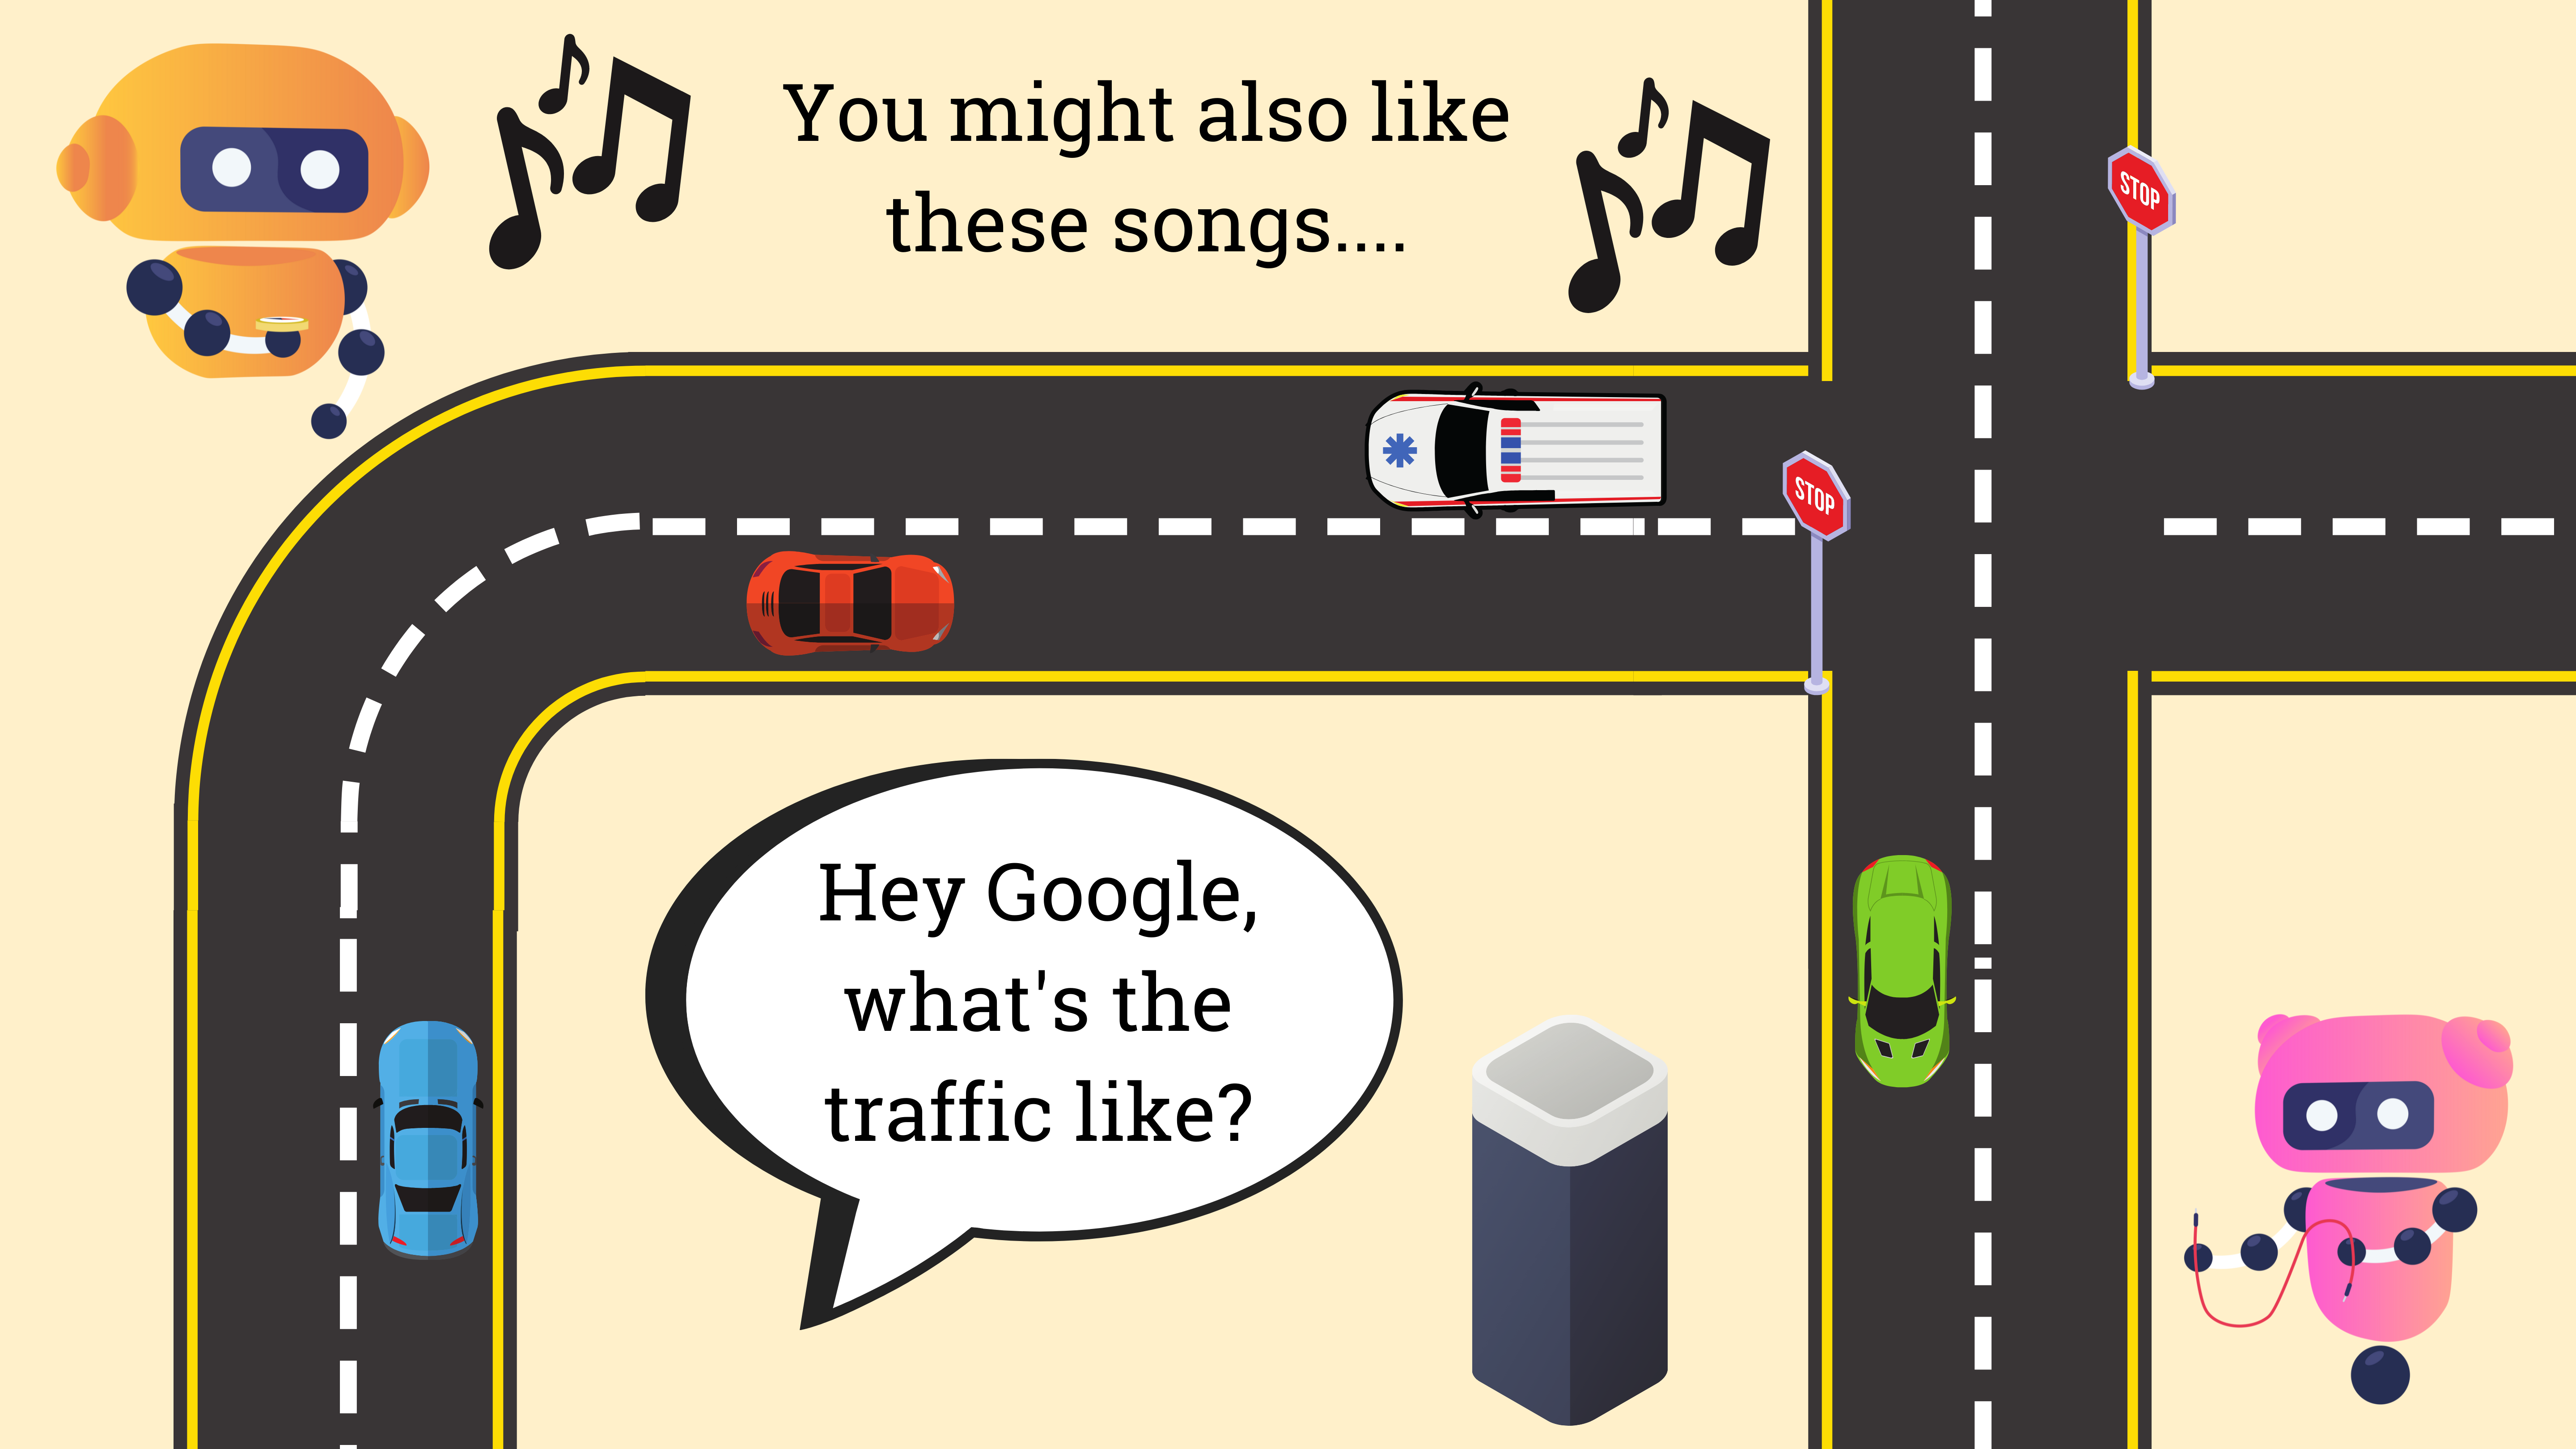 You might also like
these songs....
STOP
STOP
Hey Google,
what's the
traffic like?